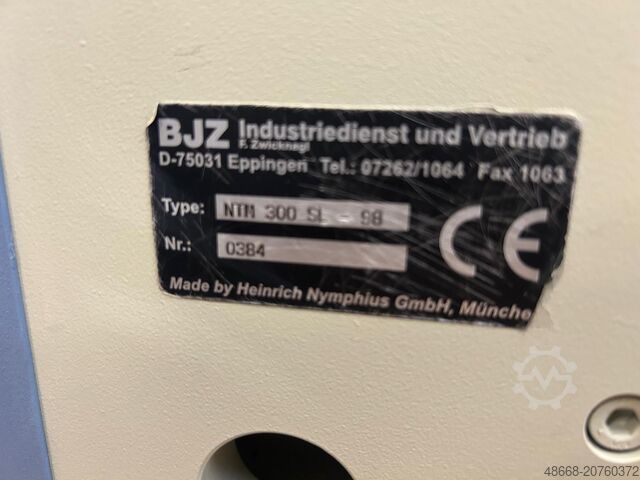 BJZ Industriedienst und Vertrieb
F. Zwicknagl
D-75031 Eppingen Tel.: 07262/1064 Fax 1063
Type: NTM 300 SL - 98
Nr.: 0384
CE
Made by Heinrich Nymphius GmbH, Münche
48668-20760372